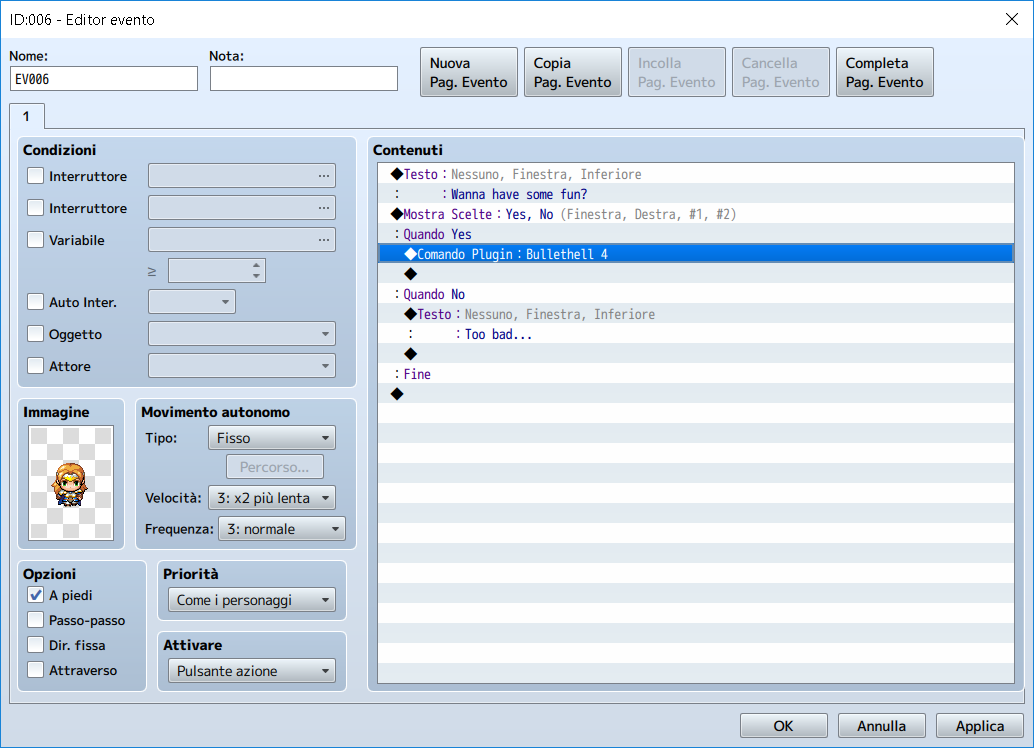 ID:006 - Editor evento
Nome:
Nota:
EV006
Nuova
Pag. Evento
Copia
Pag. Evento
Incolla
Pag. Evento
Cancella
Pag. Evento
Completa
Pag. Evento
1
Condizioni
Interruttore ...
Interruttore ...
Variabile ...
≥
Auto Inter.
Oggetto
Attore
Immagine
Movimento autonomo
Tipo: Fisso
Percorso...
Velocità: 3: x2 più lenta
Frequenza: 3: normale
Opzioni
A piedi
Passo-passo
Dir. fissa
Attraverso
Priorità
Come i personaggi
Attivare
Pulsante azione
Contenuti
◆Testo : Nessuno, Finestra, Inferiore
: : Wanna have some fun?
◆Mostra Scelte : Yes, No (Finestra, Destra, #1, #2)
: Quando Yes
◆Comando Plugin : Bullethell 4
◆
: Quando No
◆Testo : Nessuno, Finestra, Inferiore
: : Too bad...
◆
: Fine
◆
OK
Annulla
Applica